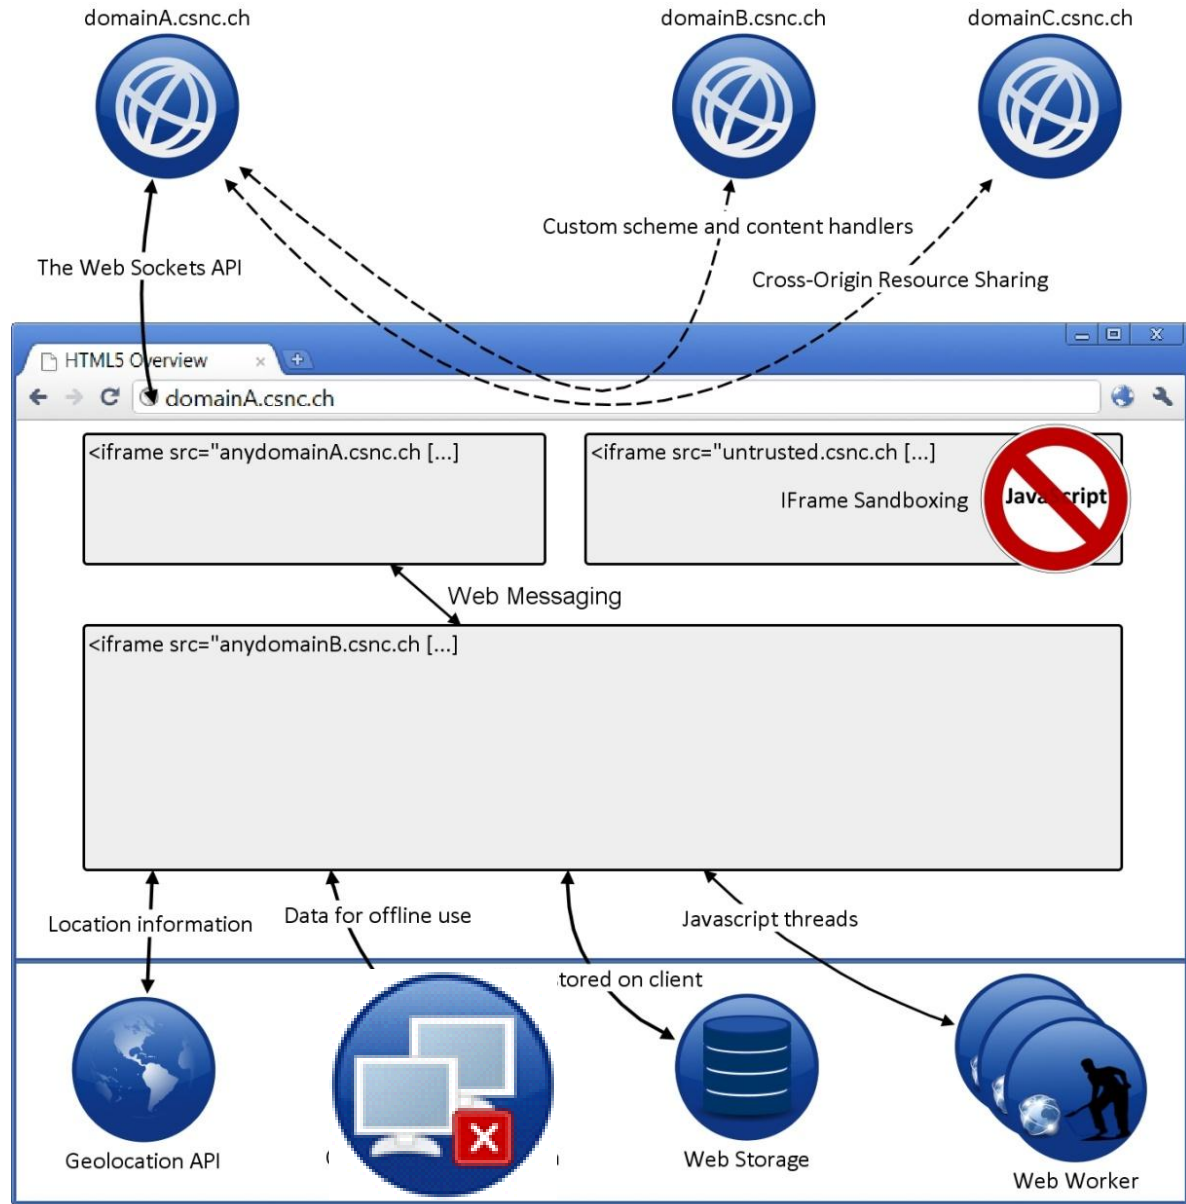 domainA.csnc.ch
domainB.csnc.ch
domainC.csnc.ch
Custom scheme and content handlers
The Web Sockets API
Cross-Origin Resource Sharing
HTML5 Overview
domainA.csnc.ch
<iframe src="anydomainA.csnc.ch [...]
<iframe src="untrusted.csnc.ch [...]
IFrame Sandboxing
JavaScript
Web Messaging
<iframe src="anydomainB.csnc.ch [...]
Location information
Data for offline use
Javascript threads
on client
Geolocation API
Web Storage
Web Worker